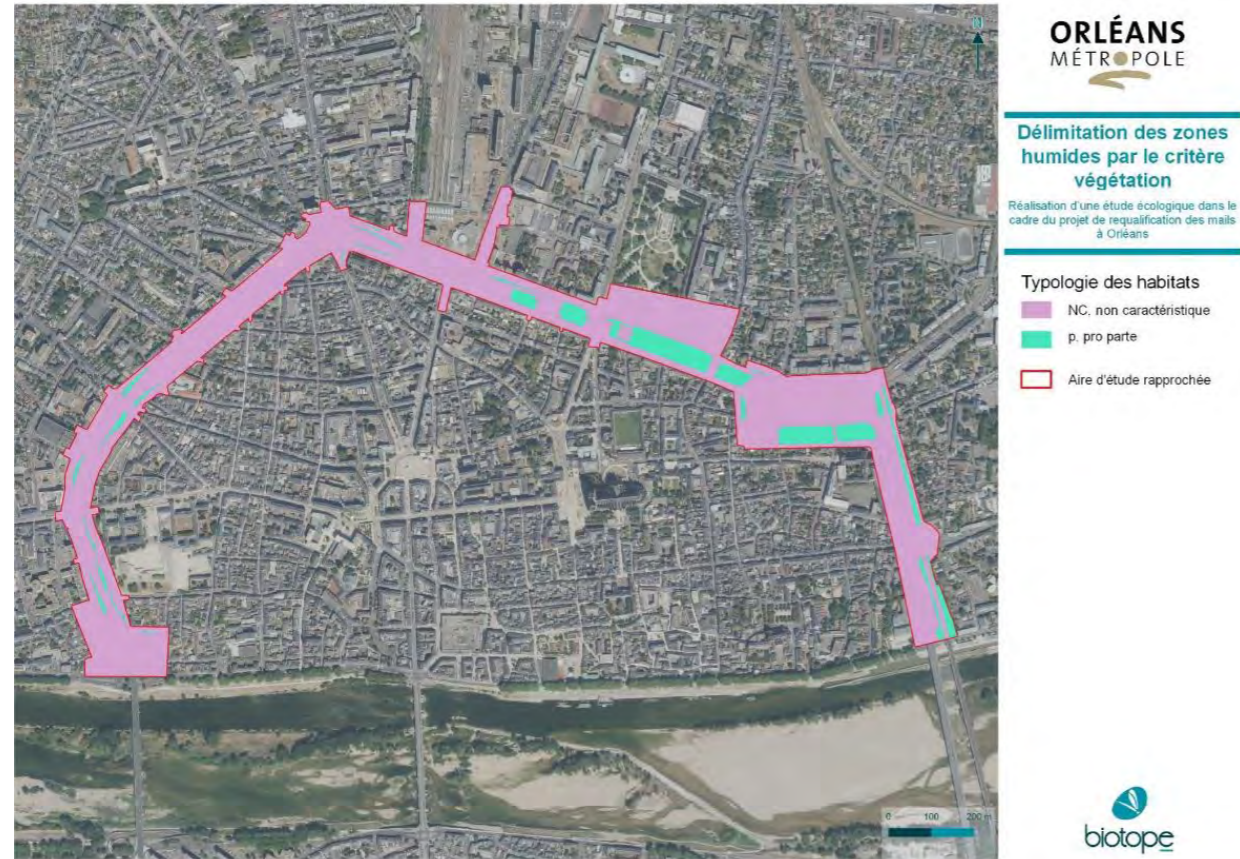 N
ORLÉANS
MÉTROPOLE
Délimitation des zones
humides par le critère
végétation
Réalisation d'une étude écologique dans le
cadre du projet de requalification des mails
à Orléans
Typologie des habitats
NC. non caractéristique
p. pro parte
Aire d'étude rapprochée
0 100 200 m
biotope